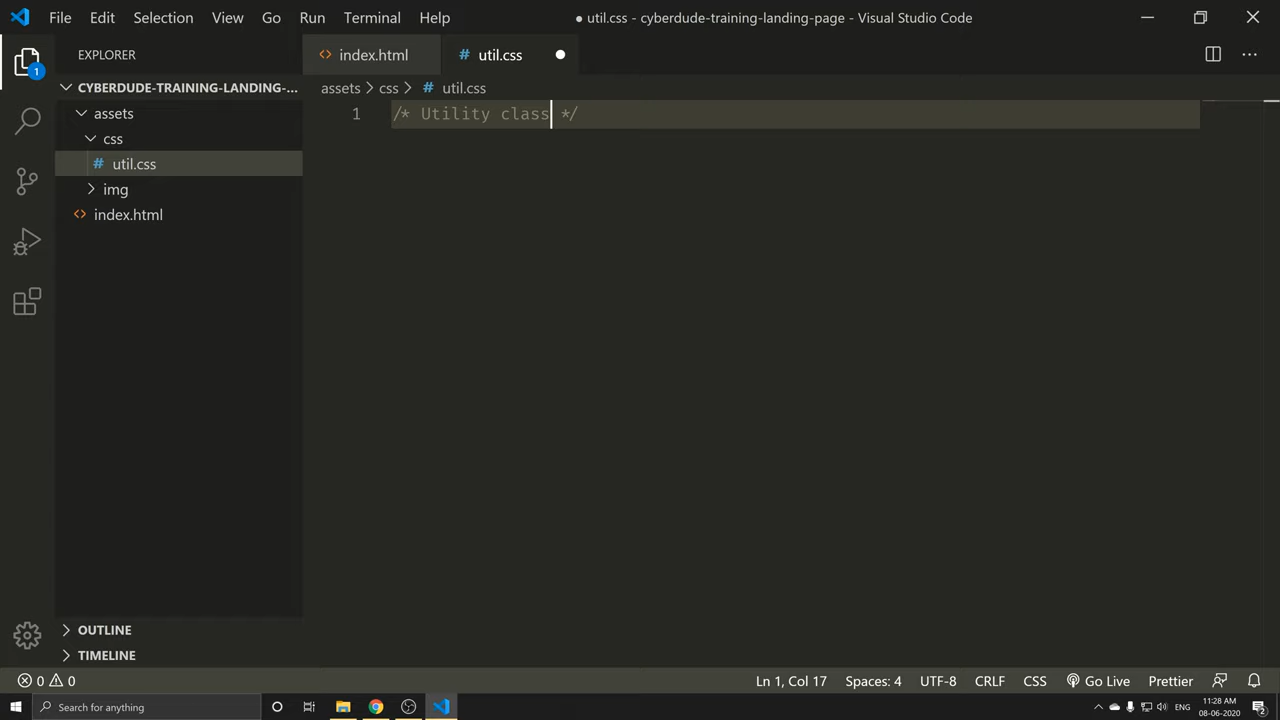 File Edit Selection View Go Run Terminal Help
● util.css - cyberdude-training-landing-page - Visual Studio Code
EXPLORER
index.html
# util.css
CYBERDUDE-TRAINING-LANDING-...
assets > css > # util.css
assets
css
# util.css
img
index.html
1
/* Utility class */
1
OUTLINE
TIMELINE
0 0
Ln 1, Col 17 Spaces: 4 UTF-8 CRLF CSS Go Live Prettier
Search for anything
ENG
11:28 AM
08-06-2020
2